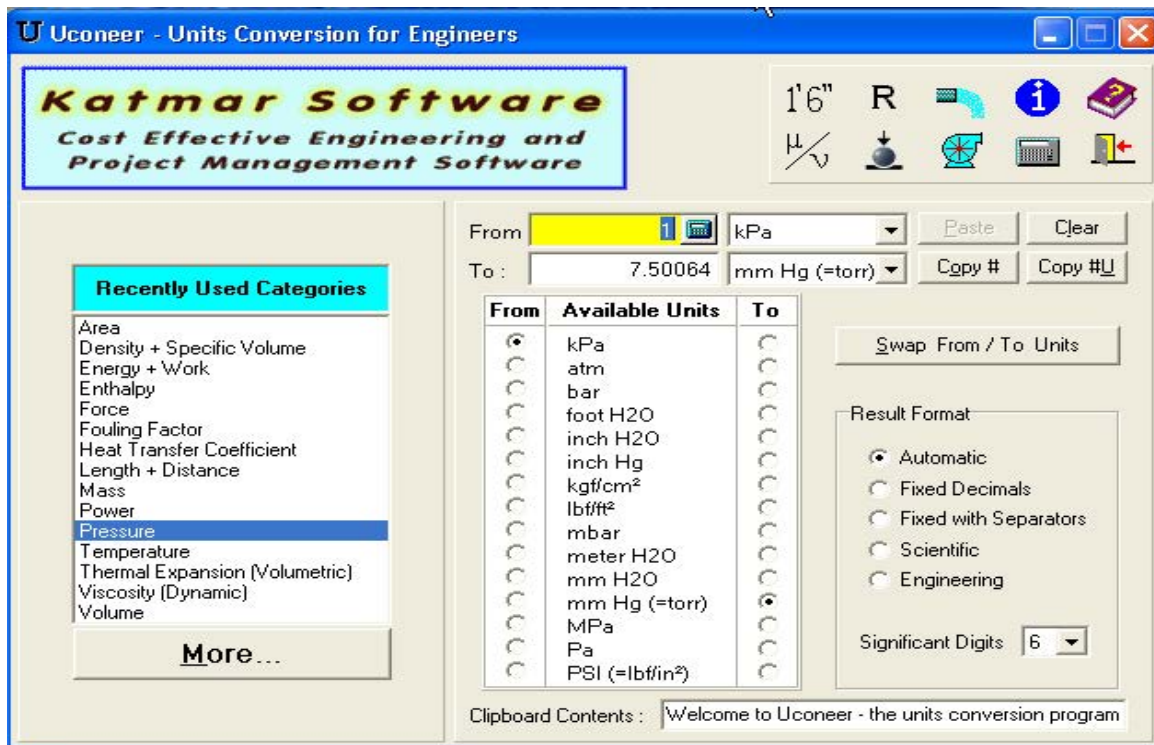 Uconeer - Units Conversion for Engineers
Katmar Software
Cost Effective Engineering and
Project Management Software
1'6" R
μ/ν
From 1 kPa Paste Clear
To : 7.50064 mm Hg (=torr) Copy # Copy #U
Recently Used Categories
Area
Density + Specific Volume
Energy + Work
Enthalpy
Force
Fouling Factor
Heat Transfer Coefficient
Length + Distance
Mass
Power
Pressure
Temperature
Thermal Expansion (Volumetric)
Viscosity (Dynamic)
Volume
More...
From Available Units To
kPa
atm
bar
foot H2O
inch H2O
inch Hg
kgf/cm²
lbf/ft²
mbar
meter H2O
mm H2O
mm Hg (=torr)
MPa
Pa
PSI (=lbf/in²)
Swap From / To Units
Result Format
Automatic
Fixed Decimals
Fixed with Separators
Scientific
Engineering
Significant Digits 6
Clipboard Contents : Welcome to Uconeer - the units conversion program